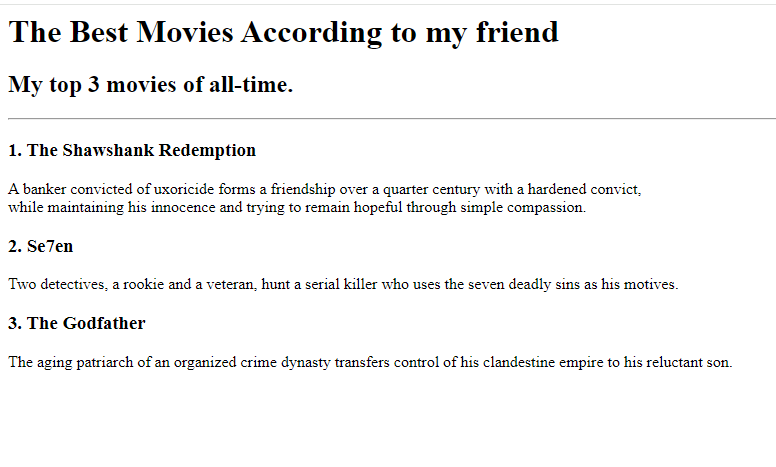 The Best Movies According to my friend
My top 3 movies of all-time.
1. The Shawshank Redemption
A banker convicted of uxoricide forms a friendship over a quarter century with a hardened convict,
while maintaining his innocence and trying to remain hopeful through simple compassion.
2. Se7en
Two detectives, a rookie and a veteran, hunt a serial killer who uses the seven deadly sins as his motives.
3. The Godfather
The aging patriarch of an organized crime dynasty transfers control of his clandestine empire to his reluctant son.